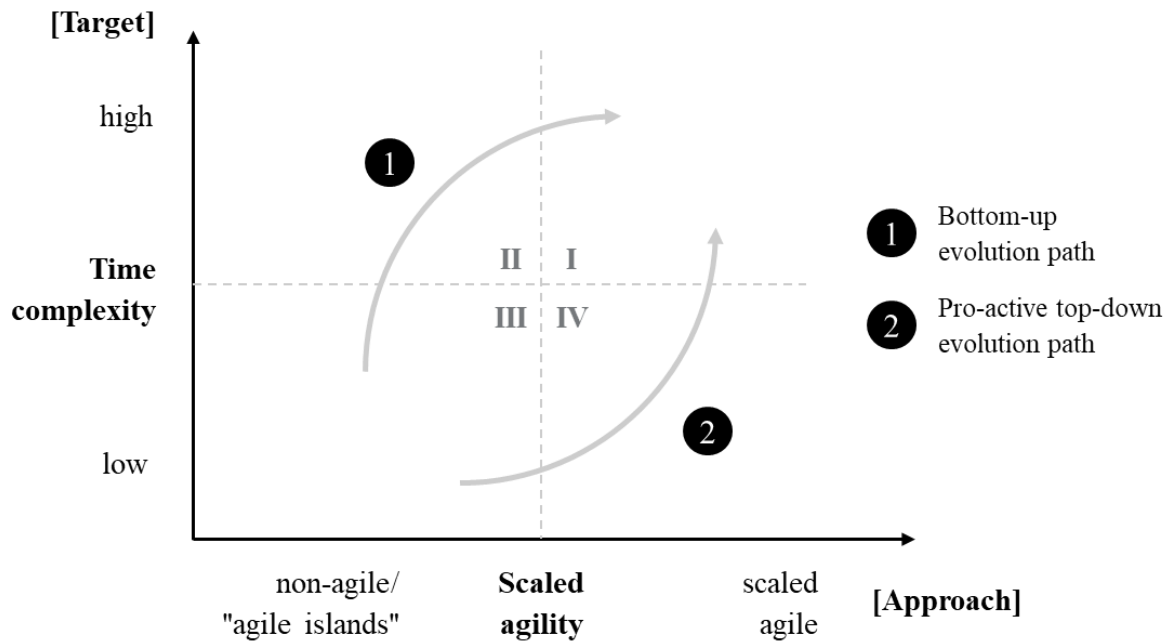 [Target]
high
1
1
Bottom-up
evolution path
II
I
Time
complexity
III
IV
2
Pro-active top-down
evolution path
2
low
non-agile/
"agile islands"
Scaled
agility
scaled
agile
[Approach]